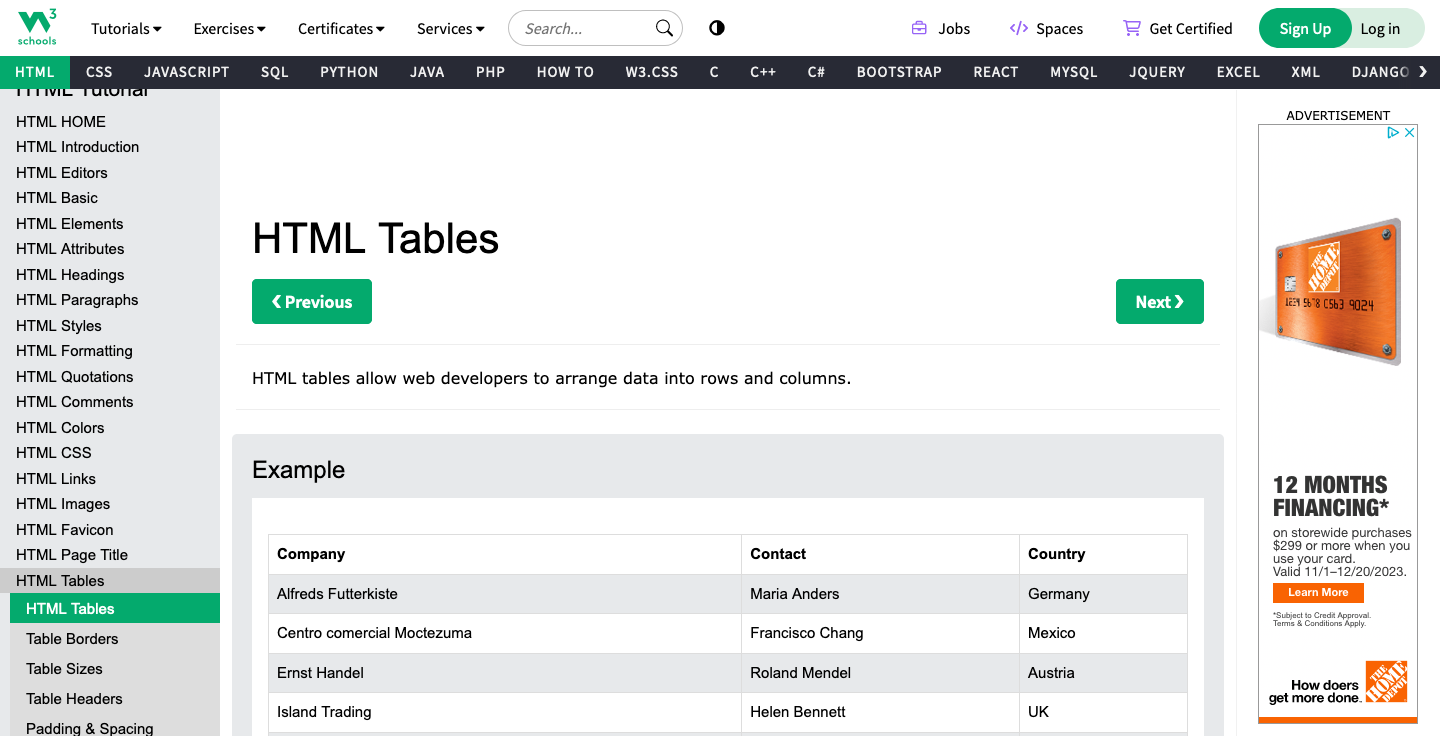 W3 schools
Tutorials Exercises Certificates Services Search... Jobs Spaces Get Certified Sign Up Log in
HTML CSS JAVASCRIPT SQL PYTHON JAVA PHP HOW TO W3.CSS C C++ C# BOOTSTRAP REACT MYSQL JQUERY EXCEL XML DJANGO
HTML Tutorial
HTML HOME
HTML Introduction
HTML Editors
HTML Basic
HTML Elements
HTML Attributes
HTML Headings
HTML Paragraphs
HTML Styles
HTML Formatting
HTML Quotations
HTML Comments
HTML Colors
HTML CSS
HTML Links
HTML Images
HTML Favicon
HTML Page Title
HTML Tables
HTML Tables
Table Borders
Table Sizes
Table Headers
Padding & Spacing
HTML Tables
❮ Previous
Next ❯
HTML tables allow web developers to arrange data into rows and columns.
Example
Company Contact Country
Alfreds Futterkiste Maria Anders Germany
Centro comercial Moctezuma Francisco Chang Mexico
Ernst Handel Roland Mendel Austria
Island Trading Helen Bennett UK
ADVERTISEMENT
THE HOME DEPOT
1234 5678 C563 9024
12 MONTHS
FINANCING*
on storewide purchases
$299 or more when you
use your card.
Valid 11/1–12/20/2023.
Learn More
*Subject to Credit Approval.
Terms & Conditions Apply.
How doers
get more done.
THE HOME DEPOT